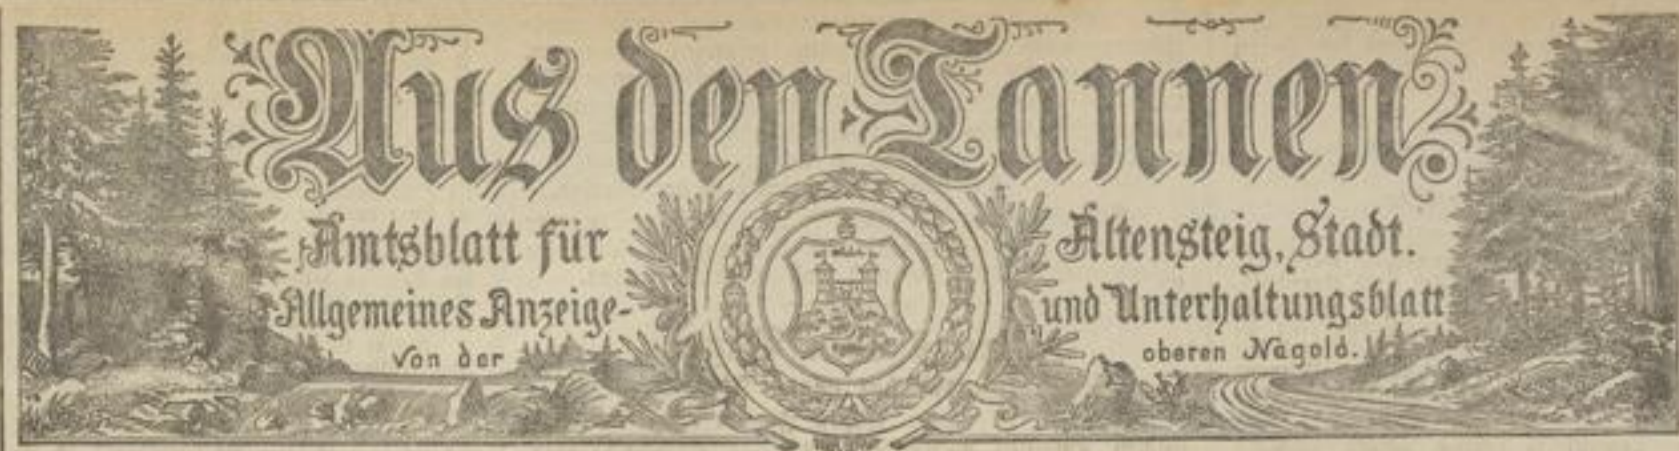 Aus den Tannen
Amtsblatt für Altensteig, Stadt.
Allgemeines Anzeige- und Unterhaltungsblatt
Von der oberen Nagold.